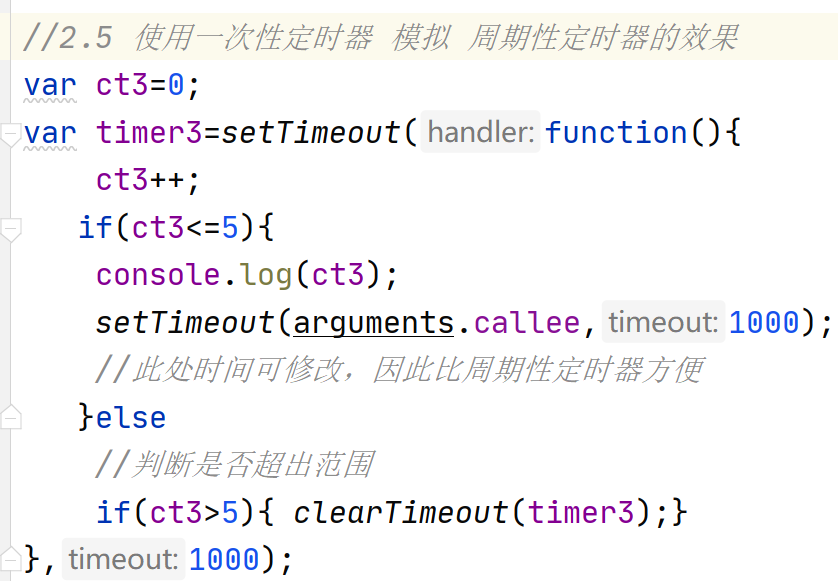 //2.5 使用一次性定时器 模拟 周期性定时器的效果
var ct3=0;
var timer3=setTimeout( handler: function(){
ct3++;
if(ct3<=5){
console.log(ct3);
setTimeout(arguments.callee, timeout: 1000);
//此处时间可修改，因此比周期性定时器方便
}else
//判断是否超出范围
if(ct3>5){ clearTimeout(timer3);}
}, timeout: 1000);